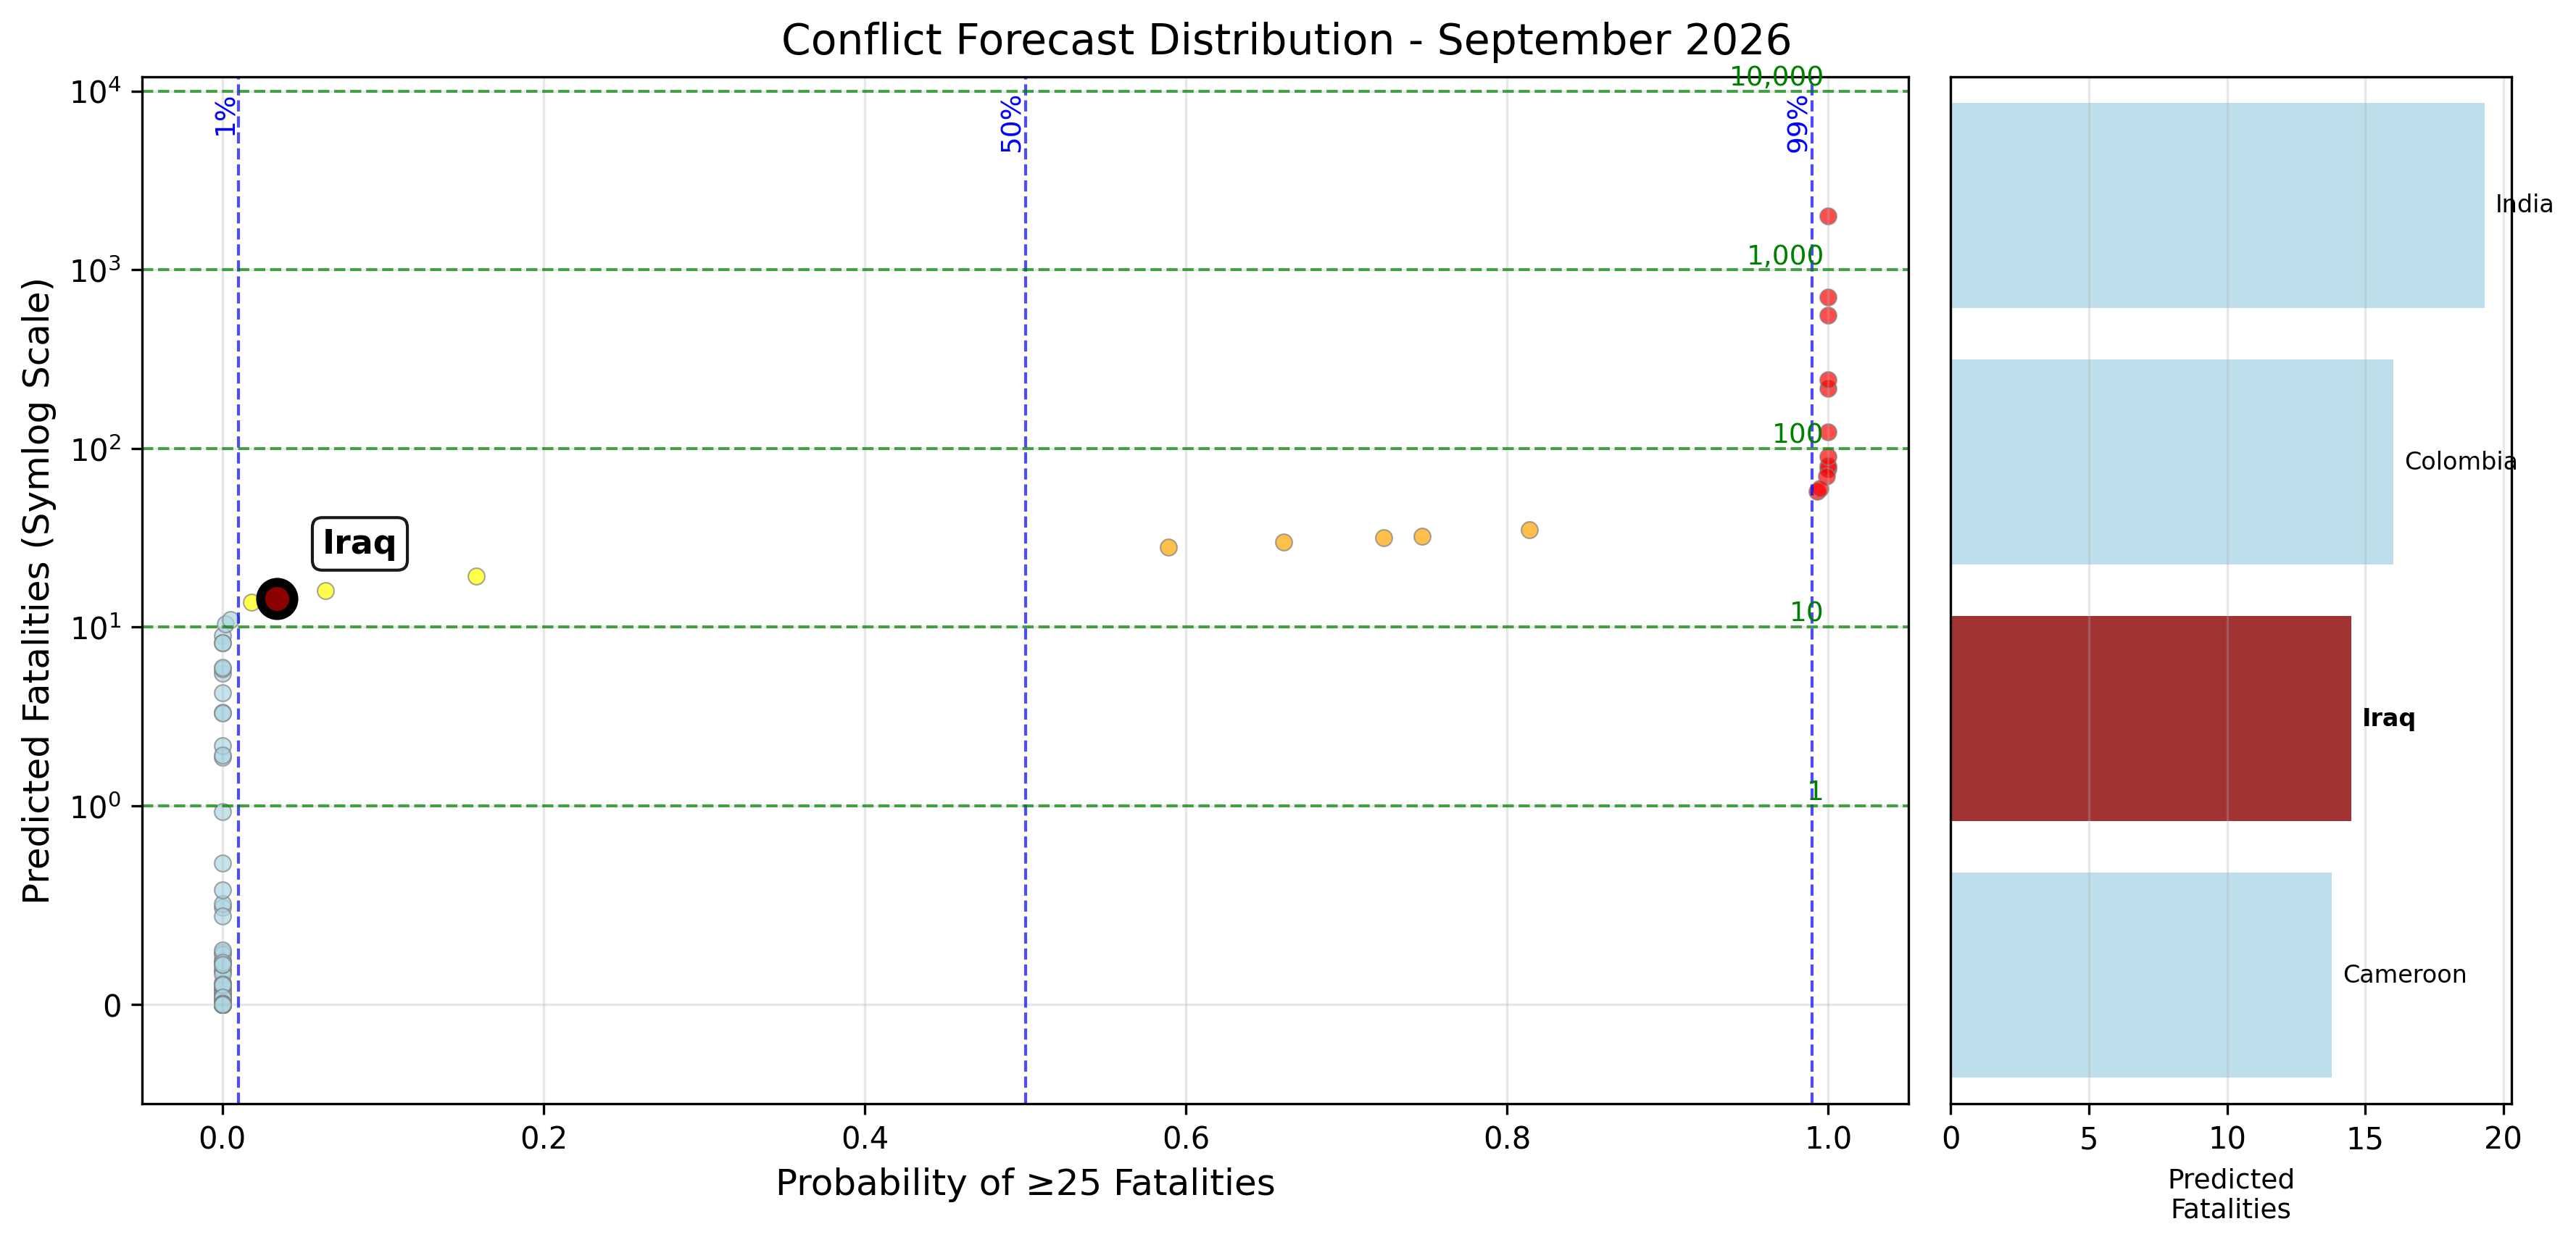 Conflict Forecast Distribution - September 2026
Predicted Fatalities (Symlog Scale)
10⁴
10³
10²
10¹
10⁰
0
1%
50%
99%
10,000
1,000
100
10
1
Iraq
0.0
0.2
0.4
0.6
0.8
1.0
Probability of ≥25 Fatalities
India
Colombia
Iraq
Cameroon
0
5
10
15
20
Predicted
Fatalities